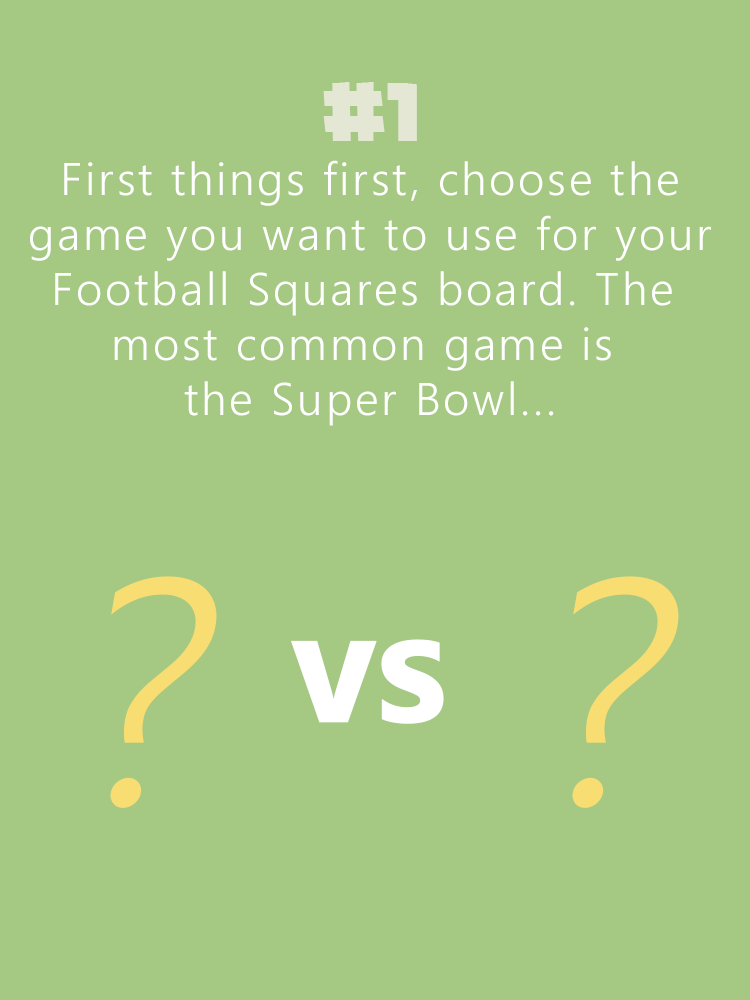 #1
First things first, choose the
game you want to use for your
Football Squares board. The
most common game is
the Super Bowl...
? vs ?